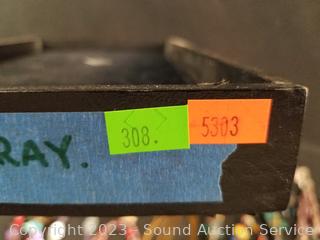 308.
5303
RAY.
Copyright 2023 - Sound Auction Service